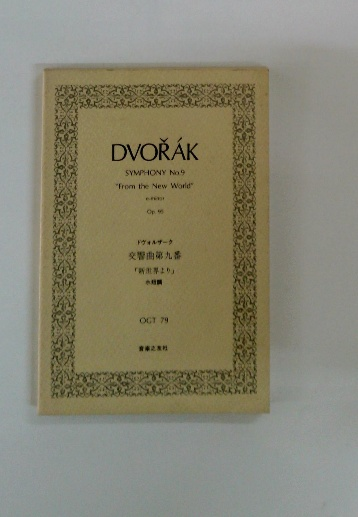 DVOŘÁK
SYMPHONY No.9
"From the New World"
e-minor
Op. 95
ドヴォルザーク
交響曲第九番
「新世界より」
ホ短調
OGT 79
音楽之友社